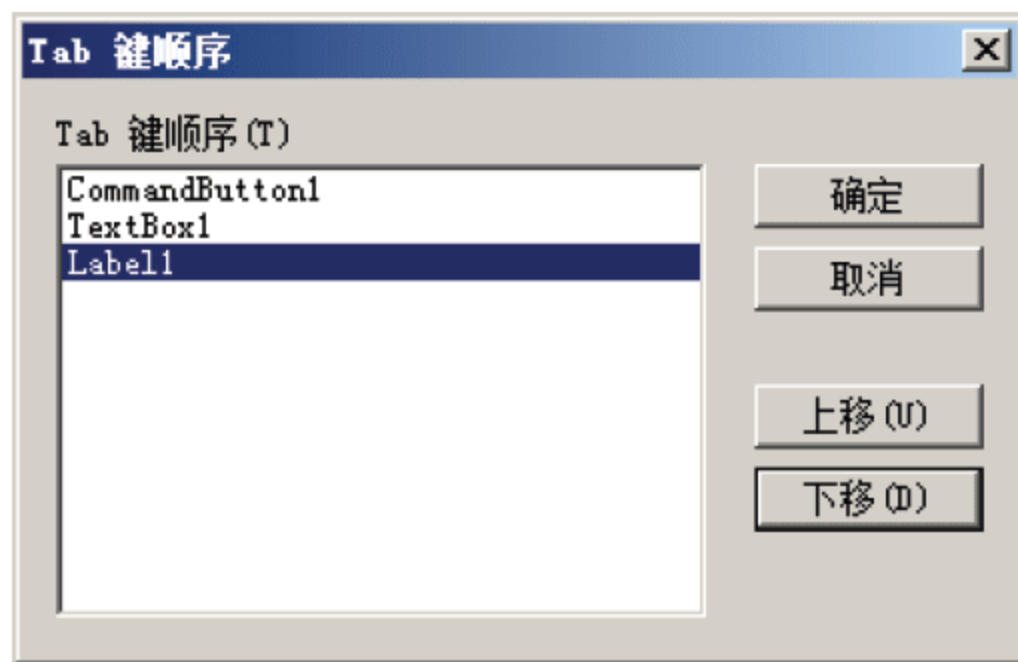 Tab 键顺序
Tab 键顺序(T)
CommandButton1
TextBox1
Label1
确定
取消
上移(U)
下移(D)